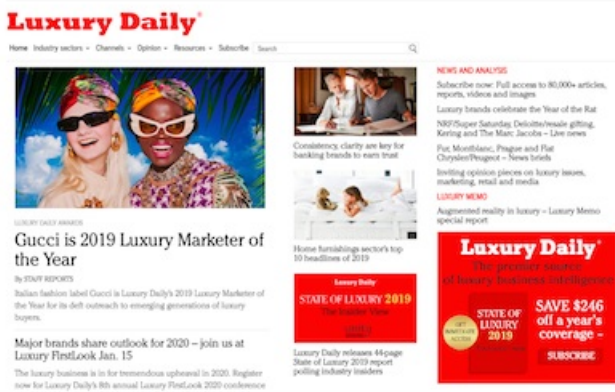 Luxury Daily®
Home Industry sectors Channels Opinion Resources Subscribe Search
LUXURY DAILY AWARDS
Gucci is 2019 Luxury Marketer of
the Year
By STAFF REPORTS
Italian fashion label Gucci is Luxury Daily's 2019 Luxury Marketer of
the Year for its deft outreach to emerging generations of luxury
buyers.
Major brands share outlook for 2020 – join us at
Luxury FirstLook Jan. 15
The luxury business is in for tremendous upheaval in 2020. Register
now for Luxury Daily's 8th annual Luxury FirstLook 2020 conference
Consistency, clarity are key for
banking brands to earn trust
Home furnishings sector's top
10 headlines of 2019
Luxury Daily
STATE OF LUXURY 2019
The Insider View
Luxury Daily releases 44-page
State of Luxury 2019 report
polling industry insiders
NEWS AND ANALYSIS
Subscribe now: Full access to 80,000+ articles,
reports, videos and images
Luxury brands celebrate the Year of the Rat
NRF/Super Saturday, Deloitte/resale gifting,
Kering and The Marc Jacobs – Live news
Fur, Montblanc, Prague and Fiat
Chrysler/Peugeot – News briefs
Inviting opinion pieces on luxury issues,
marketing, retail and media
LUXURY MEMO
Augmented reality in luxury – Luxury Memo
special report
Luxury Daily®
The premier source
of luxury business intelligence
GET
IMMEDIATE
ACCESS
STATE OF
LUXURY
2019
SAVE $246
off a year's
coverage –
SUBSCRIBE